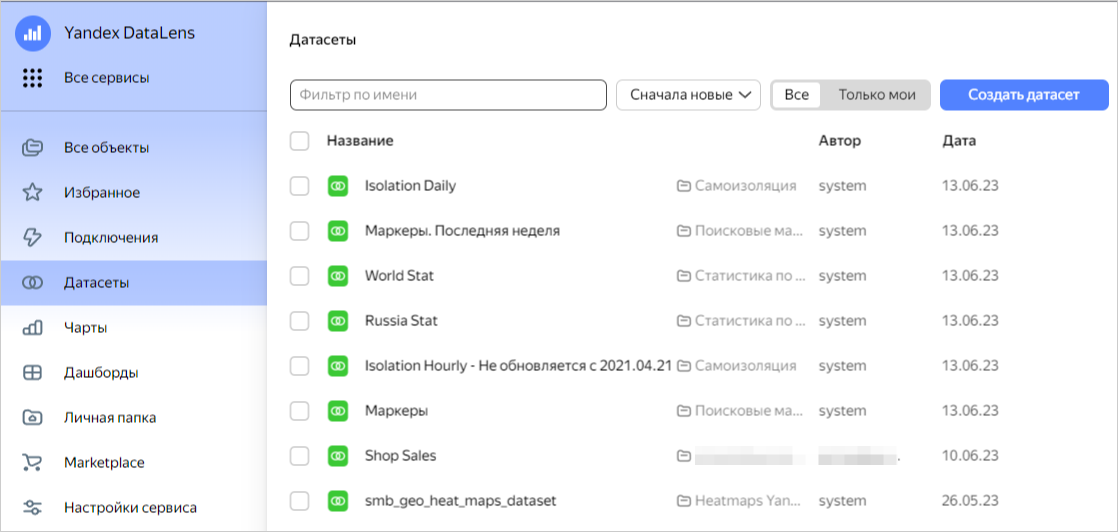 Yandex DataLens
Все сервисы
Все объекты
Избранное
Подключения
Датасеты
Чарты
Дашборды
Личная папка
Marketplace
Настройки сервиса
Датасеты
Фильтр по имени Сначала новые Все Только мои Создать датасет
Название Автор Дата
Isolation Daily Самоизоляция system 13.06.23
Маркеры. Последняя неделя Поисковые ма... system 13.06.23
World Stat Статистика по ... system 13.06.23
Russia Stat Статистика по ... system 13.06.23
Isolation Hourly - Не обновляется с 2021.04.21 Самоизоляция system 13.06.23
Маркеры Поисковые ма... system 13.06.23
Shop Sales 10.06.23
smb_geo_heat_maps_dataset Heatmaps Yan... system 26.05.23